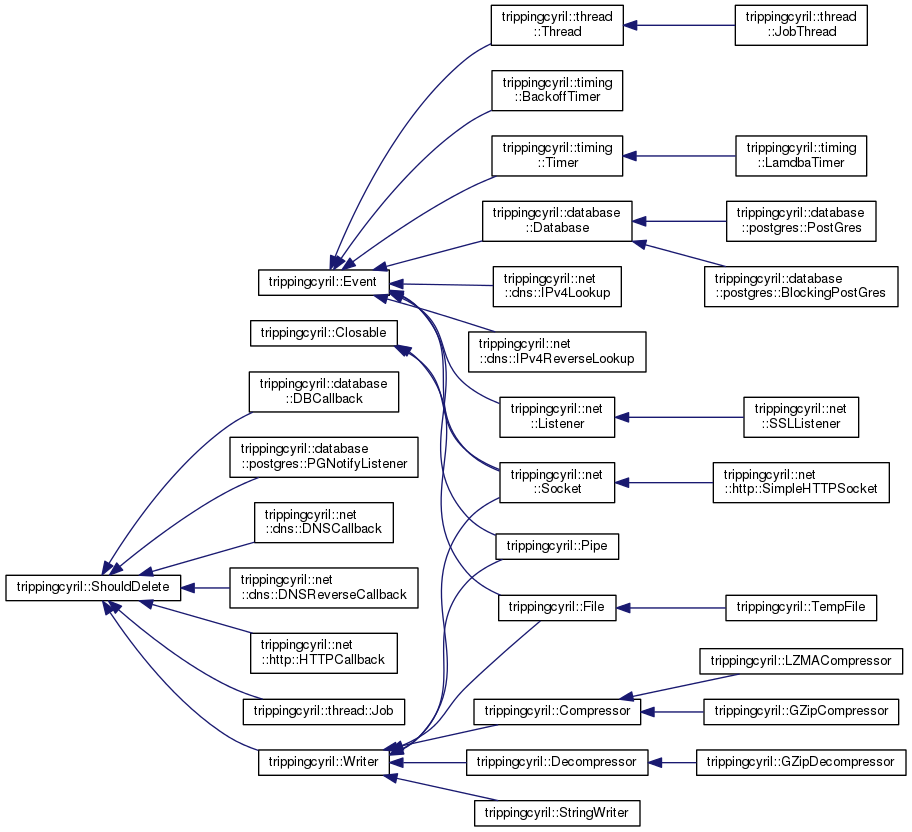 trippingcyril::thread
::Thread
trippingcyril::thread
::JobThread
trippingcyril::timing
::BackoffTimer
trippingcyril::timing
::Timer
trippingcyril::timing
::LamdbaTimer
trippingcyril::database
::Database
trippingcyril::database
::postgres::PostGres
trippingcyril::Event
trippingcyril::net
::dns::IPv4Lookup
trippingcyril::database
::postgres::BlockingPostGres
trippingcyril::Closable
trippingcyril::net
::dns::IPv4ReverseLookup
trippingcyril::database
::DBCallback
trippingcyril::net
::Listener
trippingcyril::net
::SSLListener
trippingcyril::database
::postgres::PGNotifyListener
trippingcyril::net
::Socket
trippingcyril::net
::http::SimpleHTTPSocket
trippingcyril::net
::dns::DNSCallback
trippingcyril::Pipe
trippingcyril::ShouldDelete
trippingcyril::net
::dns::DNSReverseCallback
trippingcyril::File
trippingcyril::TempFile
trippingcyril::net
::http::HTTPCallback
trippingcyril::LZMACompressor
trippingcyril::thread::Job
trippingcyril::Compressor
trippingcyril::GZipCompressor
trippingcyril::Writer
trippingcyril::Decompressor
trippingcyril::GZipDecompressor
trippingcyril::StringWriter